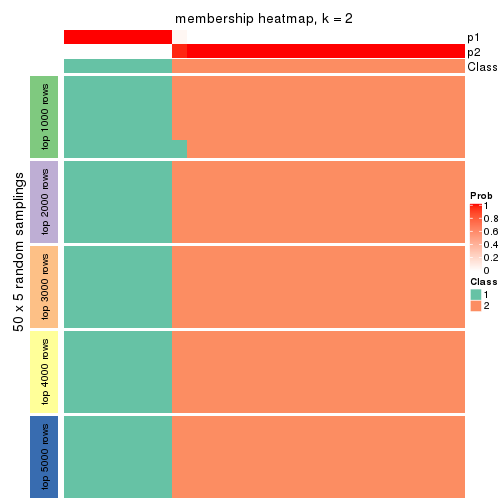 membership heatmap, k = 2
p1
p2
Class
50 x 5 random samplings
top 1000 rows
top 2000 rows
top 3000 rows
top 4000 rows
top 5000 rows
Prob
1
0.8
0.6
0.4
0.2
0
Class
1
2